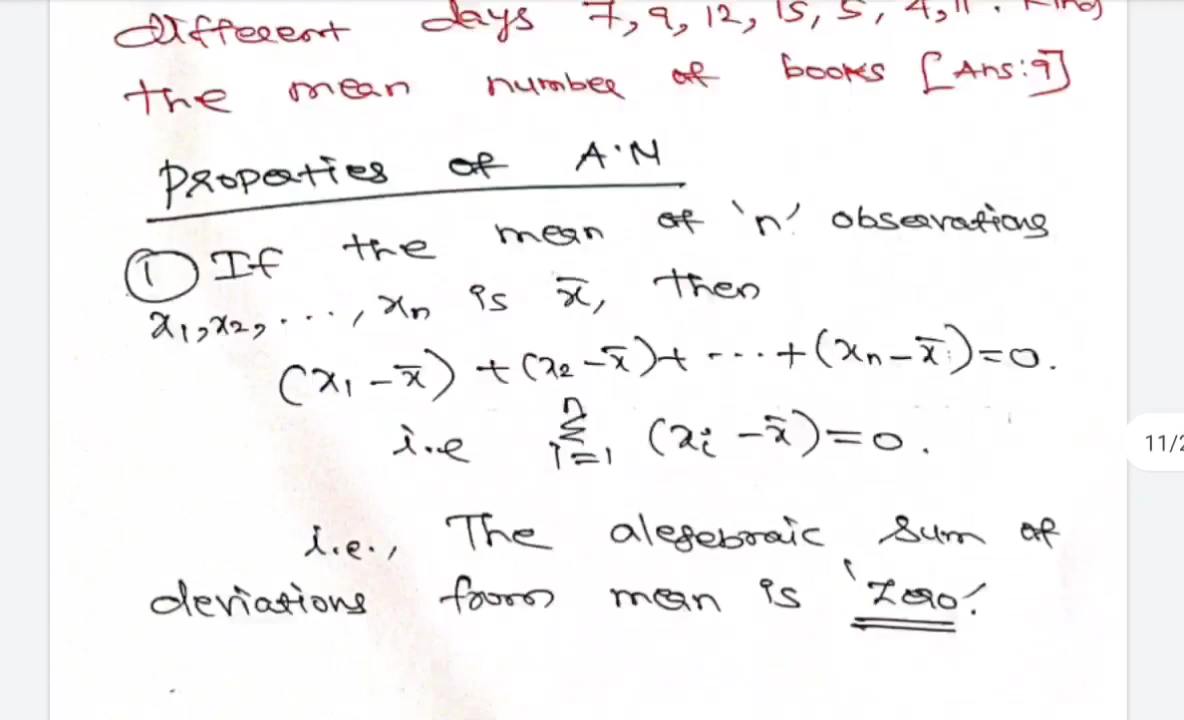 different days 7, 9, 12, 15, 5, 4, 11. Find
the mean number of books [Ans:9]
Properties of A.M
① If the mean of 'n' observations
x₁, x₂, ..., xₙ is x̄, then
(x₁ - x̄) + (x₂ - x̄) + ... + (xₙ - x̄) = 0.
i.e n Σ i=1 (xᵢ - x̄) = 0.
11/2
i.e., The alegebraic sum of
deviations from mean is 'Zero'.